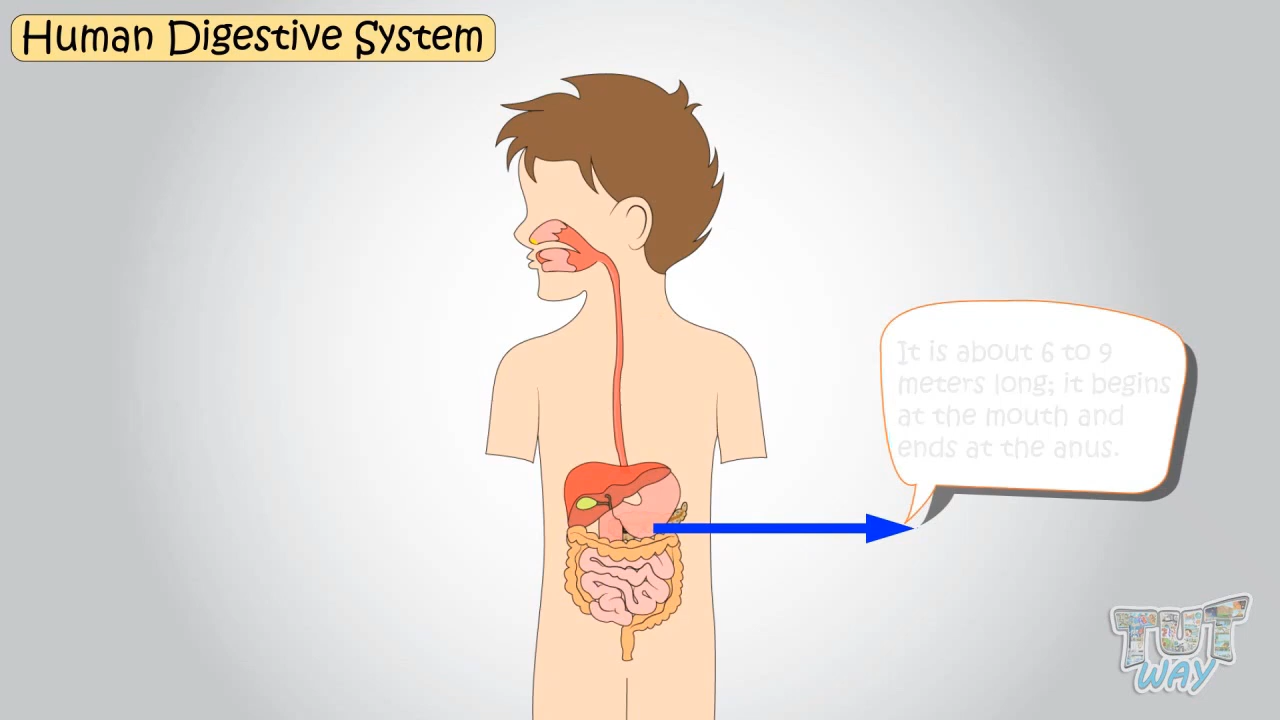 Human Digestive System
It is about 6 to 9
meters long; it begins
at the mouth and
ends at the anus.
TUT
WAY